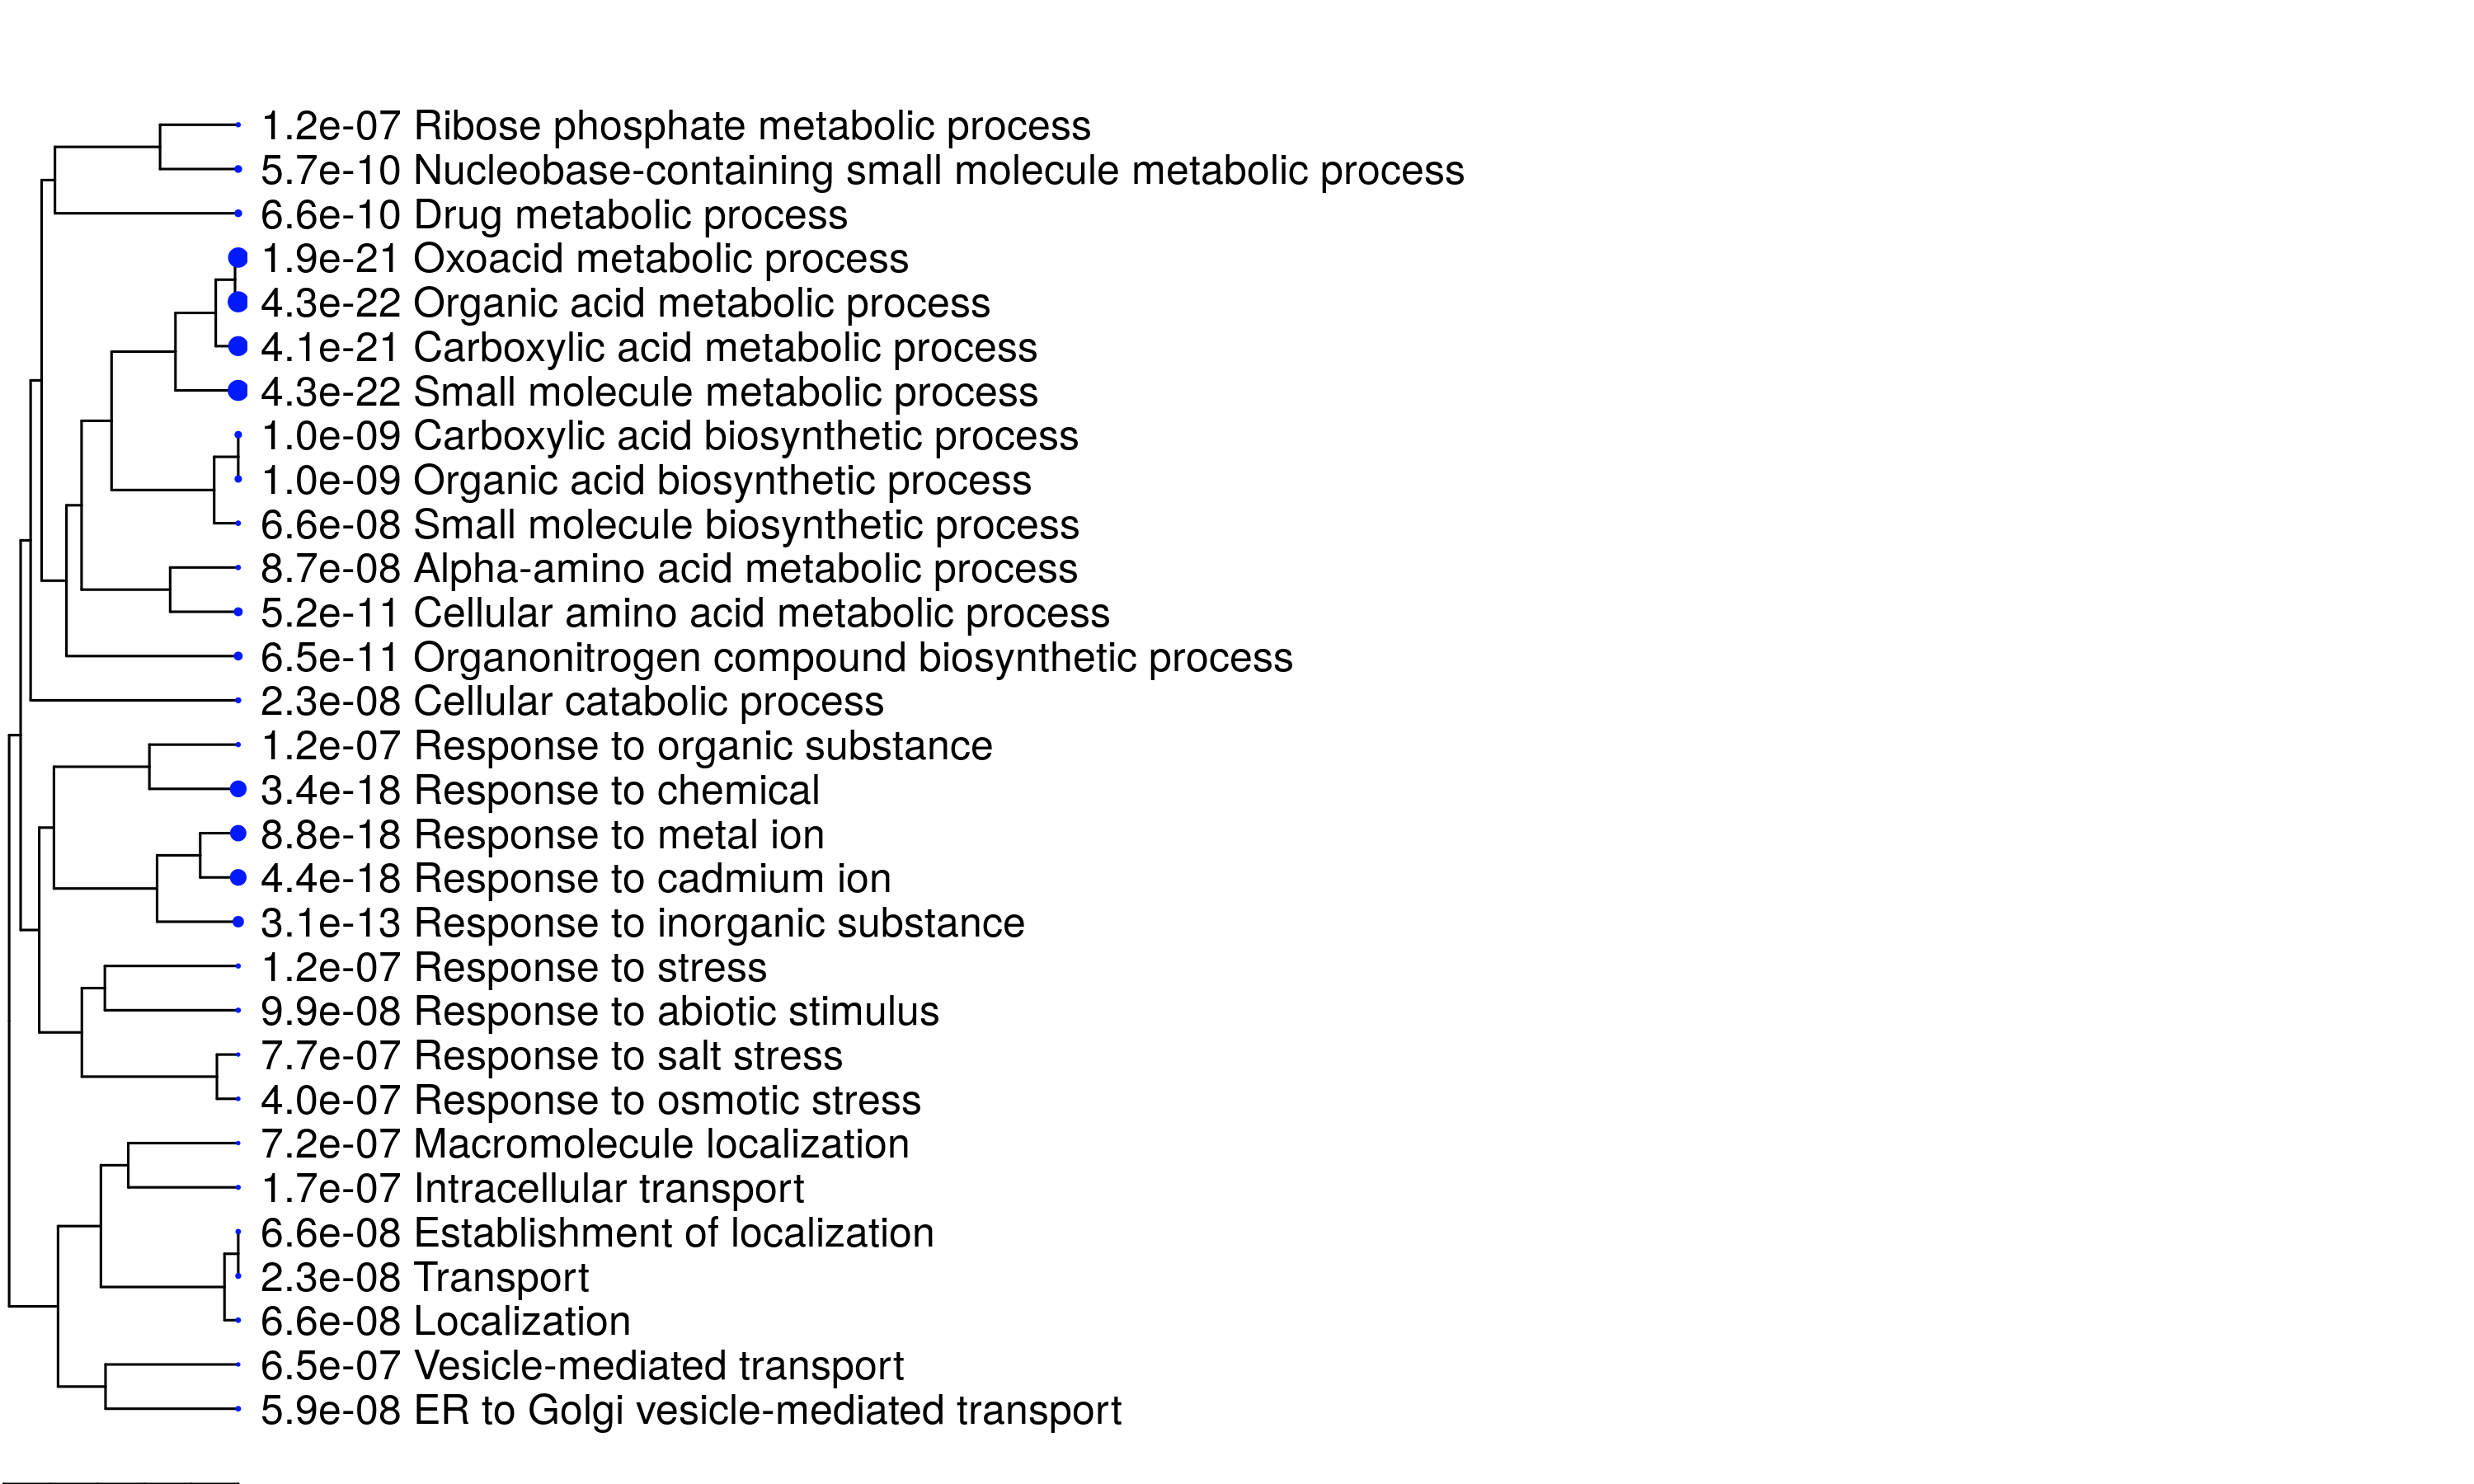 1.2e-07 Ribose phosphate metabolic process
5.7e-10 Nucleobase-containing small molecule metabolic process
6.6e-10 Drug metabolic process
1.9e-21 Oxoacid metabolic process
4.3e-22 Organic acid metabolic process
4.1e-21 Carboxylic acid metabolic process
4.3e-22 Small molecule metabolic process
1.0e-09 Carboxylic acid biosynthetic process
1.0e-09 Organic acid biosynthetic process
6.6e-08 Small molecule biosynthetic process
8.7e-08 Alpha-amino acid metabolic process
5.2e-11 Cellular amino acid metabolic process
6.5e-11 Organonitrogen compound biosynthetic process
2.3e-08 Cellular catabolic process
1.2e-07 Response to organic substance
3.4e-18 Response to chemical
8.8e-18 Response to metal ion
4.4e-18 Response to cadmium ion
3.1e-13 Response to inorganic substance
1.2e-07 Response to stress
9.9e-08 Response to abiotic stimulus
7.7e-07 Response to salt stress
4.0e-07 Response to osmotic stress
7.2e-07 Macromolecule localization
1.7e-07 Intracellular transport
6.6e-08 Establishment of localization
2.3e-08 Transport
6.6e-08 Localization
6.5e-07 Vesicle-mediated transport
5.9e-08 ER to Golgi vesicle-mediated transport